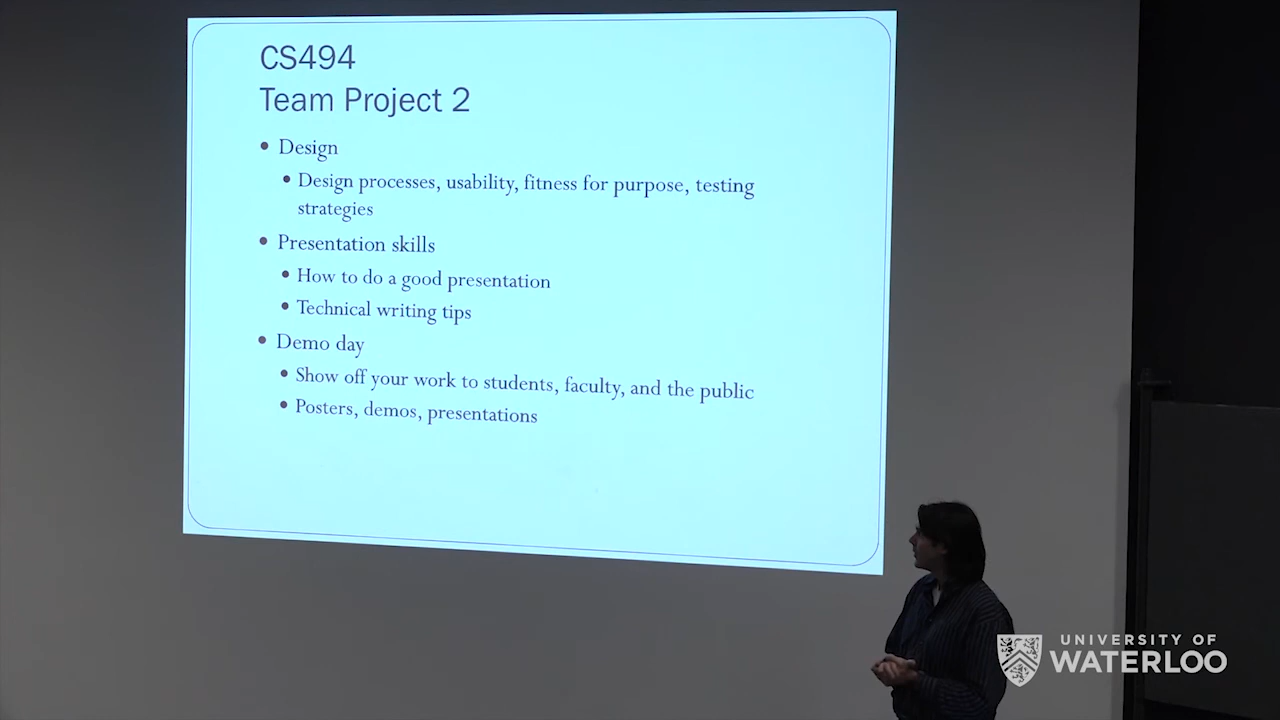 CS494
Team Project 2
• Design
• Design processes, usability, fitness for purpose, testing
strategies
• Presentation skills
• How to do a good presentation
• Technical writing tips
• Demo day
• Show off your work to students, faculty, and the public
• Posters, demos, presentations
UNIVERSITY OF
WATERLOO